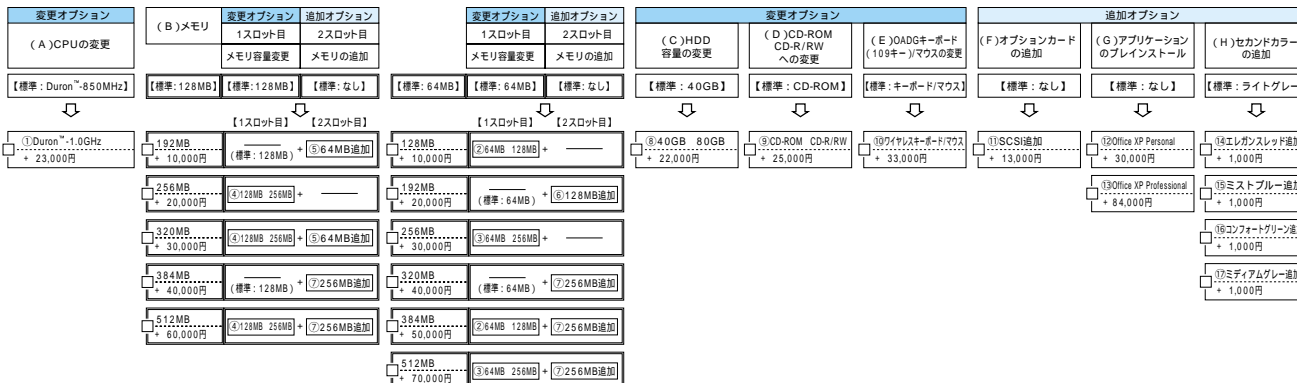 変更オプション
(A)CPUの変更
【標準:Duron™-850MHz】
①Duron™-1.0GHz
+ 23,000円
(B)メモリ
変更オプション 追加オプション
1スロット目 2スロット目
メモリ容量変更 メモリの追加
【標準:128MB】 【標準:128MB】 【標準:なし】
【1スロット目】 【2スロット目】
192MB
+ 10,000円
(標準:128MB) + ⑤64MB追加
256MB
+ 20,000円
④128MB 256MB +
320MB
+ 30,000円
④128MB 256MB + ⑤64MB追加
384MB
+ 40,000円
(標準:128MB) + ⑦256MB追加
512MB
+ 60,000円
④128MB 256MB + ⑦256MB追加
変更オプション 追加オプション
1スロット目 2スロット目
メモリ容量変更 メモリの追加
【標準:64MB】 【標準:64MB】 【標準:なし】
【1スロット目】 【2スロット目】
128MB
+ 10,000円
②64MB 128MB +
192MB
+ 20,000円
(標準:64MB) + ⑥128MB追加
256MB
+ 30,000円
③64MB 256MB +
320MB
+ 40,000円
(標準:64MB) + ⑦256MB追加
384MB
+ 50,000円
②64MB 128MB + ⑦256MB追加
512MB
+ 70,000円
③64MB 256MB + ⑦256MB追加
変更オプション
(C)HDD
容量の変更
【標準:40GB】
⑧40GB 80GB
+ 22,000円
(D)CD-ROM
CD-R/RW
への変更
【標準:CD-ROM】
⑨CD-ROM CD-R/RW
+ 25,000円
(E)OADGキーボード
(109キー)/マウスの変更
【標準:キーボード/マウス】
⑩ワイヤレスキーボード/マウス
+ 33,000円
追加オプション
(F)オプションカード
の追加
【標準:なし】
⑪SCSI追加
+ 13,000円
(G)アプリケーション
のプレインストール
【標準:なし】
⑫Office XP Personal
+ 30,000円
⑬Office XP Professional
+ 84,000円
(H)セカンドカラー
の追加
【標準:ライトグレー
⑭エレガンスレッド追加
+ 1,000円
⑮ミストブルー追加
+ 1,000円
⑯コンフォートグリーン追
+ 1,000円
⑰ミディアムグレー追加
+ 1,000円